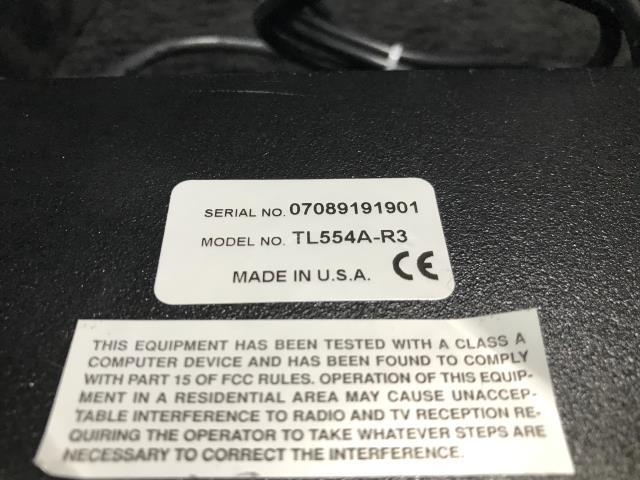 SERIAL NO. 07089191901
MODEL NO. TL554A-R3
MADE IN U.S.A. CE
THIS EQUIPMENT HAS BEEN TESTED WITH A CLASS A
COMPUTER DEVICE AND HAS BEEN FOUND TO COMPLY
WITH PART 15 OF FCC RULES. OPERATION OF THIS EQUIP-
MENT IN A RESIDENTIAL AREA MAY CAUSE UNACCEP-
TABLE INTERFERENCE TO RADIO AND TV RECEPTION RE-
QUIRING THE OPERATOR TO TAKE WHATEVER STEPS ARE
NECESSARY TO CORRECT THE INTERFERENCE.